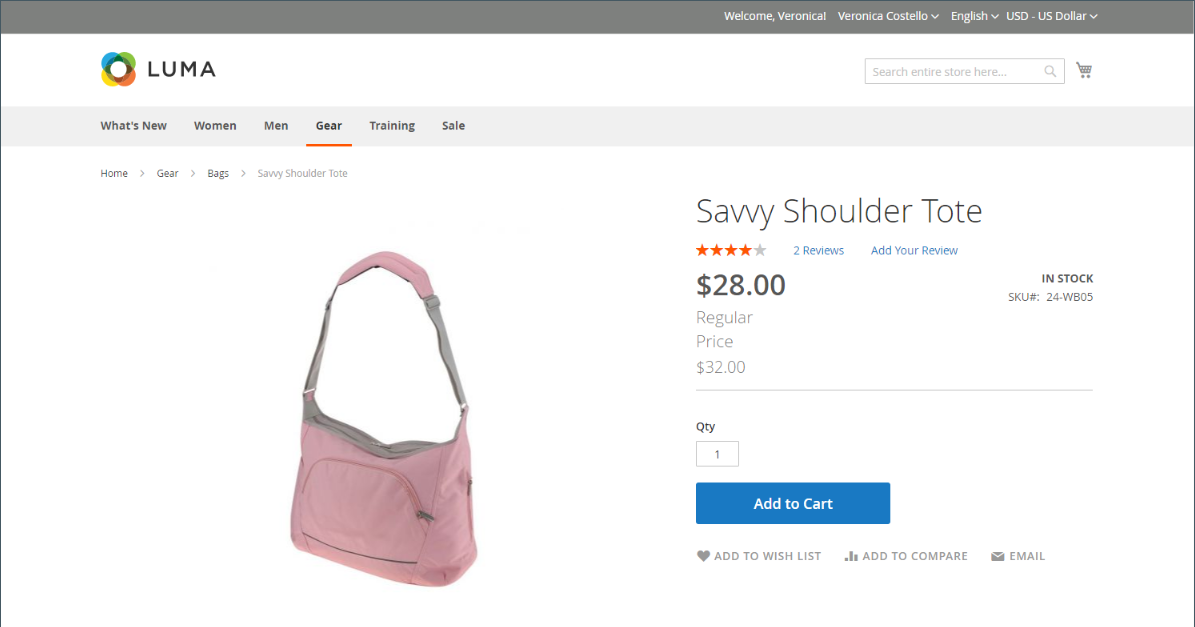 Welcome, Veronica! Veronica Costello English USD - US Dollar
LUMA
Search entire store here...
What's New Women Men Gear Training Sale
Home > Gear > Bags > Savvy Shoulder Tote
Savvy Shoulder Tote
2 Reviews Add Your Review
$28.00 IN STOCK
SKU#: 24-WB05
Regular
Price
$32.00
Qty
1
Add to Cart
ADD TO WISH LIST ADD TO COMPARE EMAIL